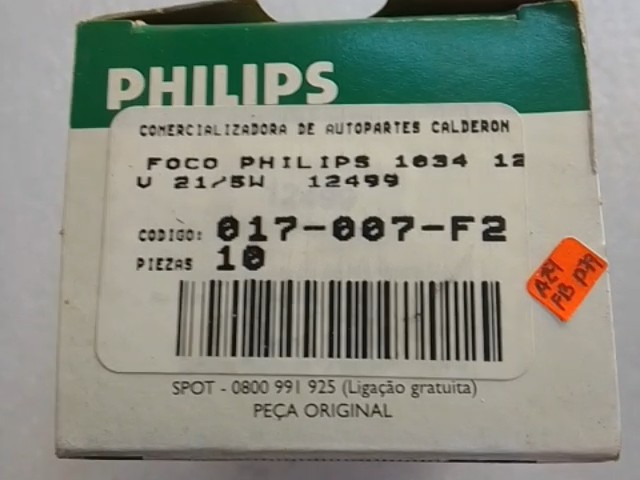 PHILIPS
COMERCIALIZADORA DE AUTOPARTES CALDERON
FOCO PHILIPS 1034 12
V 21/5W 12499
CODIGO: 017-007-F2
PIEZAS 10
SPOT - 0800 991 925 (Ligação gratuita)
PEÇA ORIGINAL
FB